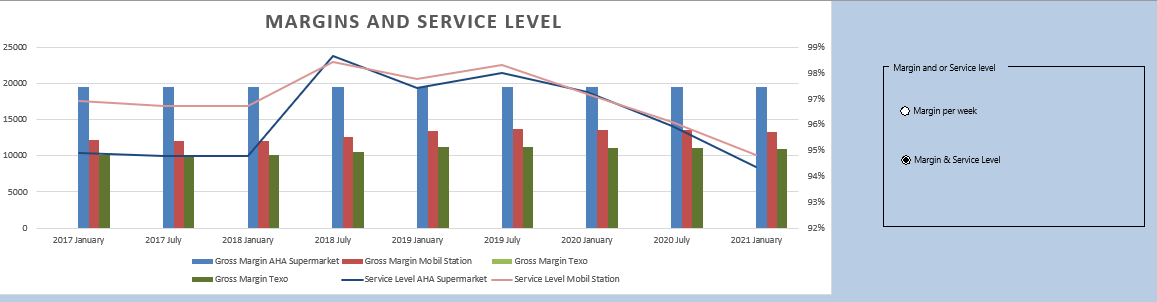 MARGINS AND SERVICE LEVEL
25000
20000
15000
10000
5000
0
99%
98%
97%
96%
95%
94%
93%
92%
2017 January 2017 July 2018 January 2018 July 2019 January 2019 July 2020 January 2020 July 2021 January
Gross Margin AHA Supermarket Gross Margin Mobil Station Gross Margin Texo
Gross Margin Texo Service Level AHA Supermarket Service Level Mobil Station
Margin and or Service level
Margin per week
Margin & Service Level